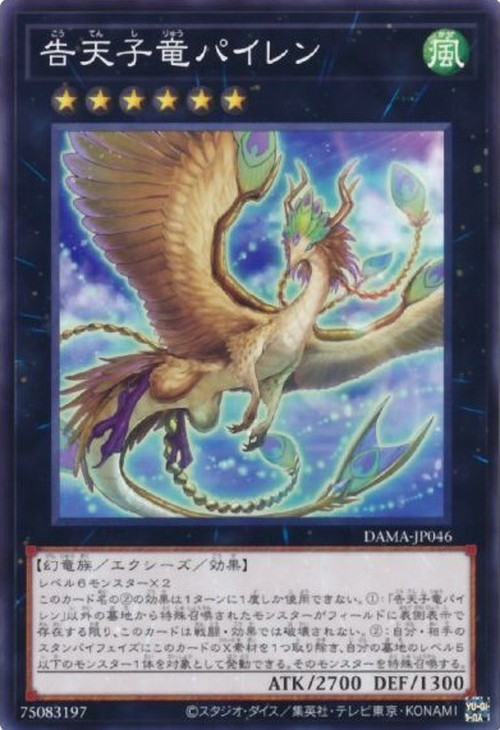 告天子竜パイレン
こう てん し りゅう
風
かぜ
DAMA-JP046
【幻竜族／エクシーズ／効果】
レベル６モンスター×２
このカード名の②の効果は１ターンに１度しか使用できない。①：「告天子竜パイ
レン」以外の墓地から特殊召喚されたモンスターがフィールドに表側表示で
存在する限り、このカードは戦闘・効果では破壊されない。②：自分・相手の
スタンバイフェイズにこのカードのＸ素材を１つ取り除き、自分の墓地のレベル５
以下のモンスター１体を対象として発動できる。そのモンスターを特殊召喚する。
ATK/2700 DEF/1300
75083197 ©スタジオ・ダイス／集英社・テレビ東京・KONAMI